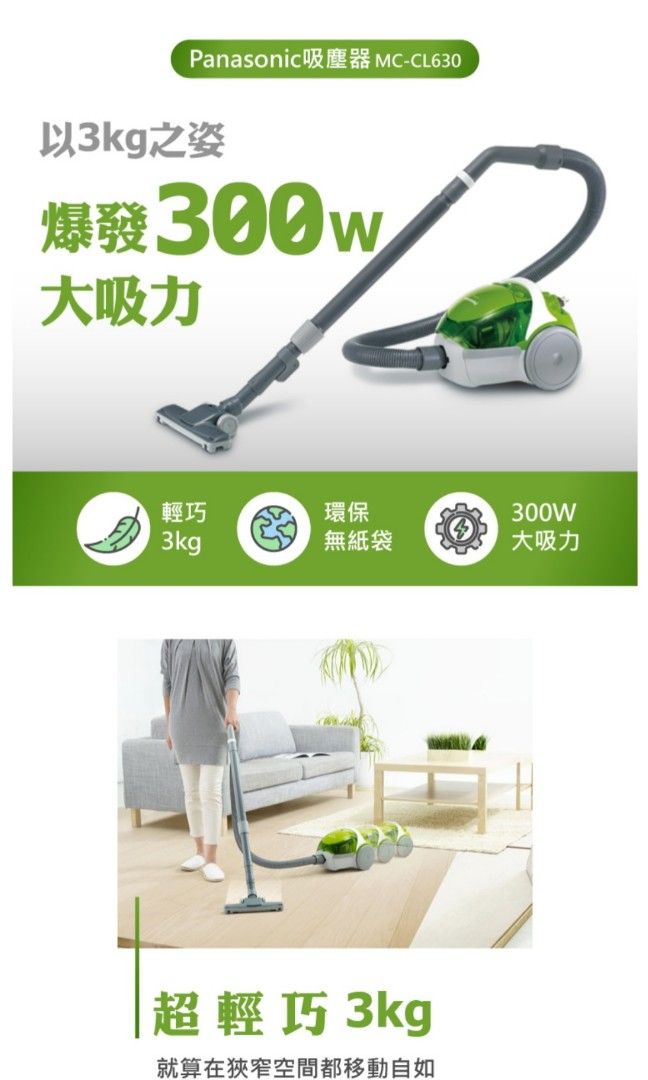 Panasonic吸塵器 MC-CL630
以3kg之姿
爆發300W
大吸力
輕巧
3kg
環保
無紙袋
300W
大吸力
超輕巧 3kg
就算在狹窄空間都移動自如